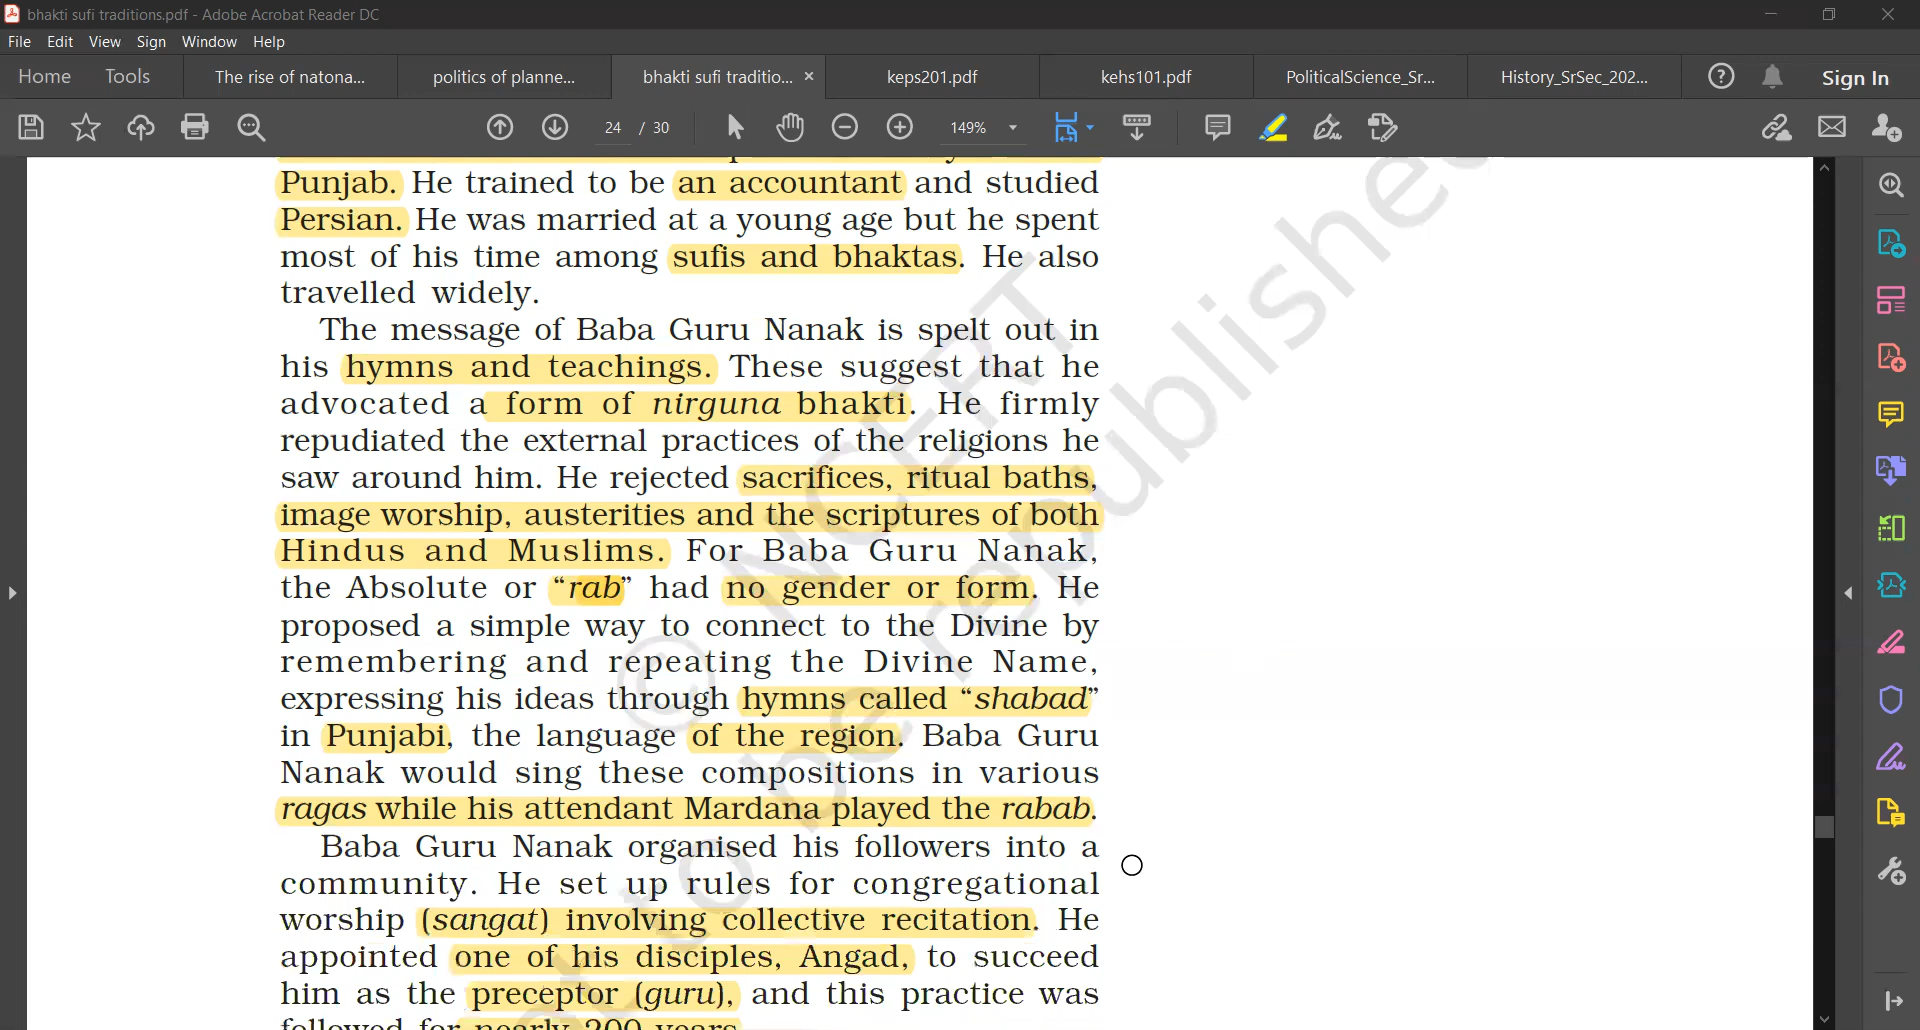 bhakti sufi traditions.pdf - Adobe Acrobat Reader DC
File Edit View Sign Window Help
Home Tools The rise of natona... politics of planne... bhakti sufi traditio... × keps201.pdf kehs101.pdf PoliticalScience_Sr... History_SrSec_202... Sign In
24 / 30 149%
Punjab. He trained to be an accountant and studied
Persian. He was married at a young age but he spent
most of his time among sufis and bhaktas. He also
travelled widely.
The message of Baba Guru Nanak is spelt out in
his hymns and teachings. These suggest that he
advocated a form of nirguna bhakti. He firmly
repudiated the external practices of the religions he
saw around him. He rejected sacrifices, ritual baths,
image worship, austerities and the scriptures of both
Hindus and Muslims. For Baba Guru Nanak,
the Absolute or “rab” had no gender or form. He
proposed a simple way to connect to the Divine by
remembering and repeating the Divine Name,
expressing his ideas through hymns called “shabad”
in Punjabi, the language of the region. Baba Guru
Nanak would sing these compositions in various
ragas while his attendant Mardana played the rabab.
Baba Guru Nanak organised his followers into a
community. He set up rules for congregational
worship (sangat) involving collective recitation. He
appointed one of his disciples, Angad, to succeed
him as the preceptor (guru), and this practice was
followed for nearly 200 years.
© NCERT
not to be republished